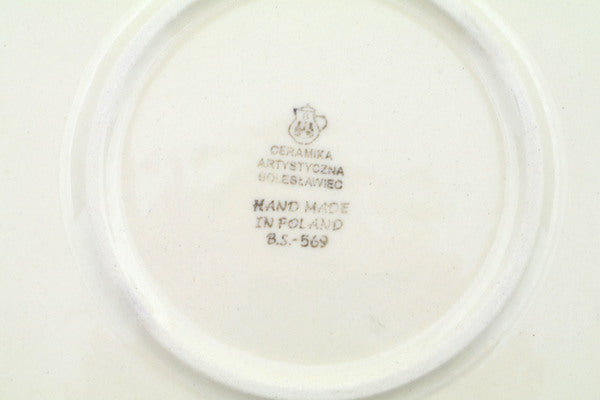 CERAMIKA
ARTYSTYCZNA
BOLESŁAWIEC
HAND MADE
IN POLAND
B.S.-569